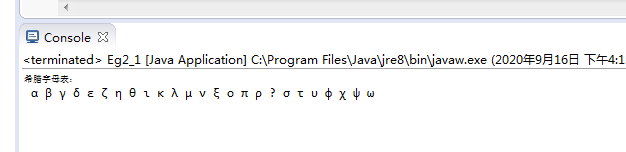 Console
<terminated> Eg2_1 [Java Application] C:\Program Files\Java\jre8\bin\javaw.exe (2020年9月16日 下午4:1
希腊字母表:
α β γ δ ε ζ η θ ι κ λ μ ν ξ ο π ρ ? σ τ υ φ χ ψ ω